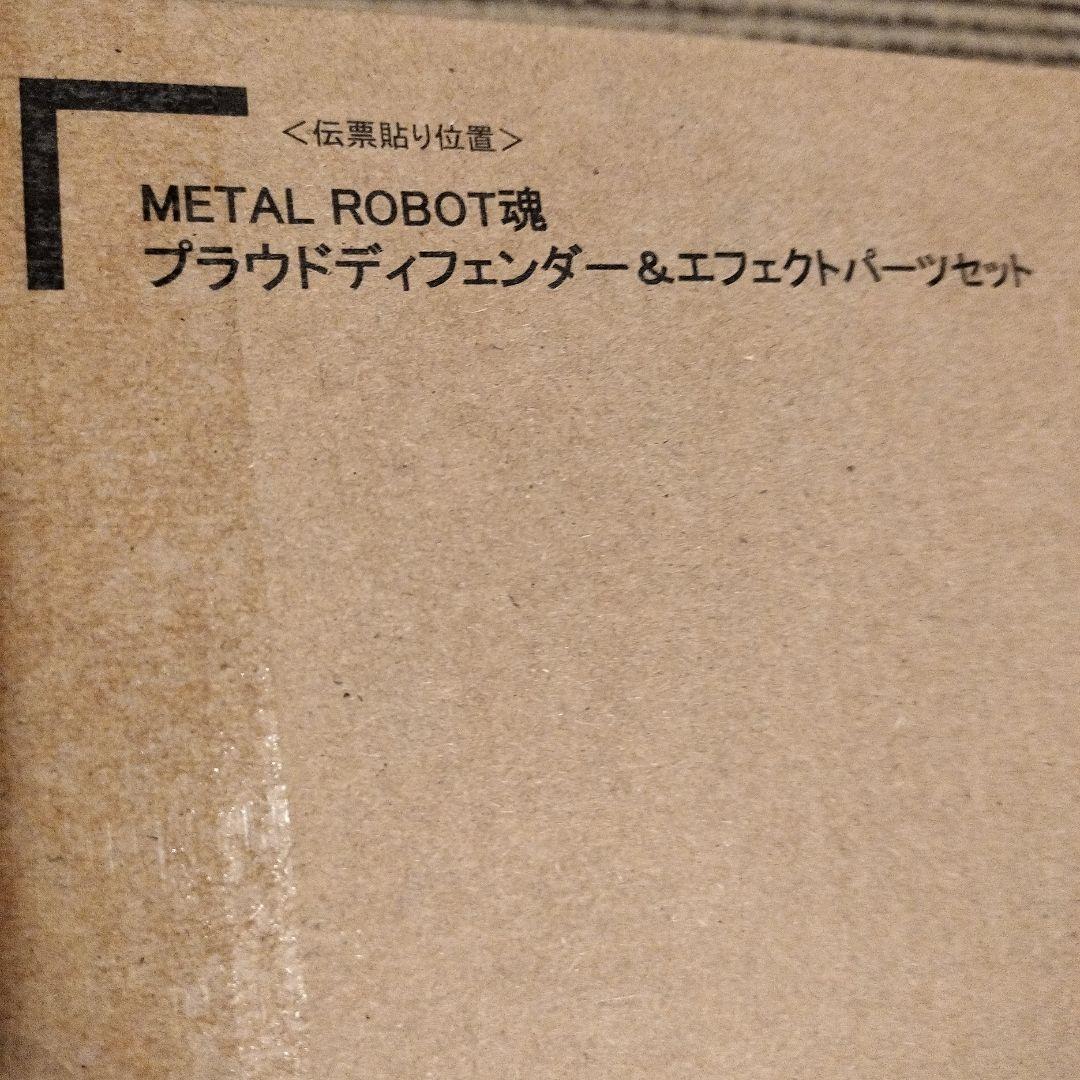 ＜伝票貼り位置＞
METAL ROBOT魂
プラウドディフェンダー＆エフェクトパーツセット